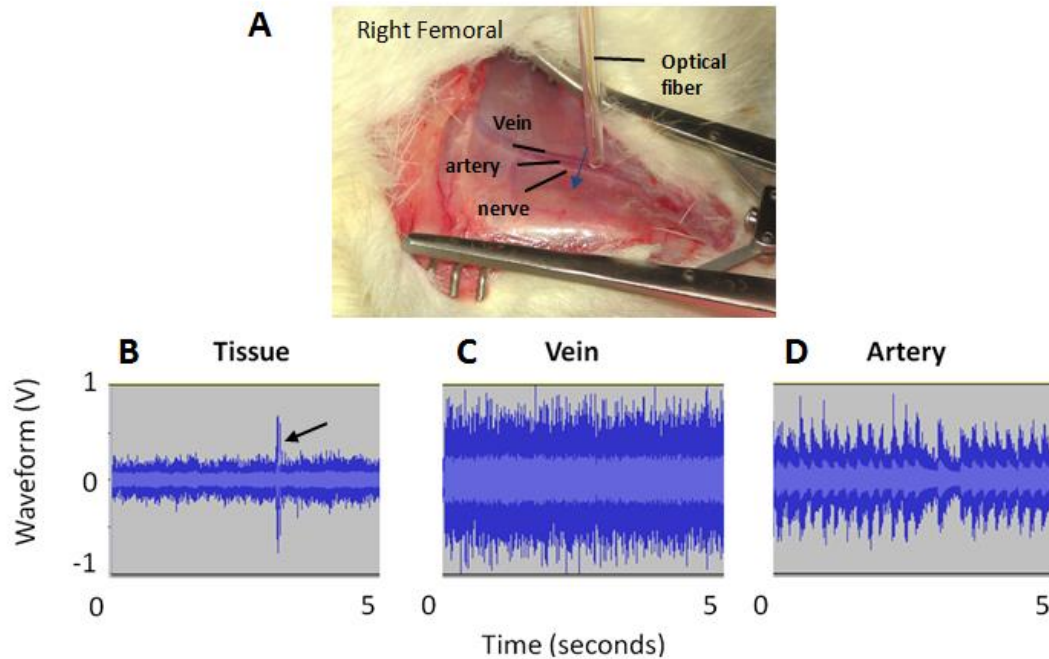 A
Right Femoral
Optical
fiber
Vein
artery
nerve
B Tissue
C Vein
D Artery
Waveform (V)
1
0
-1
0 5
0 5
0 5
Time (seconds)